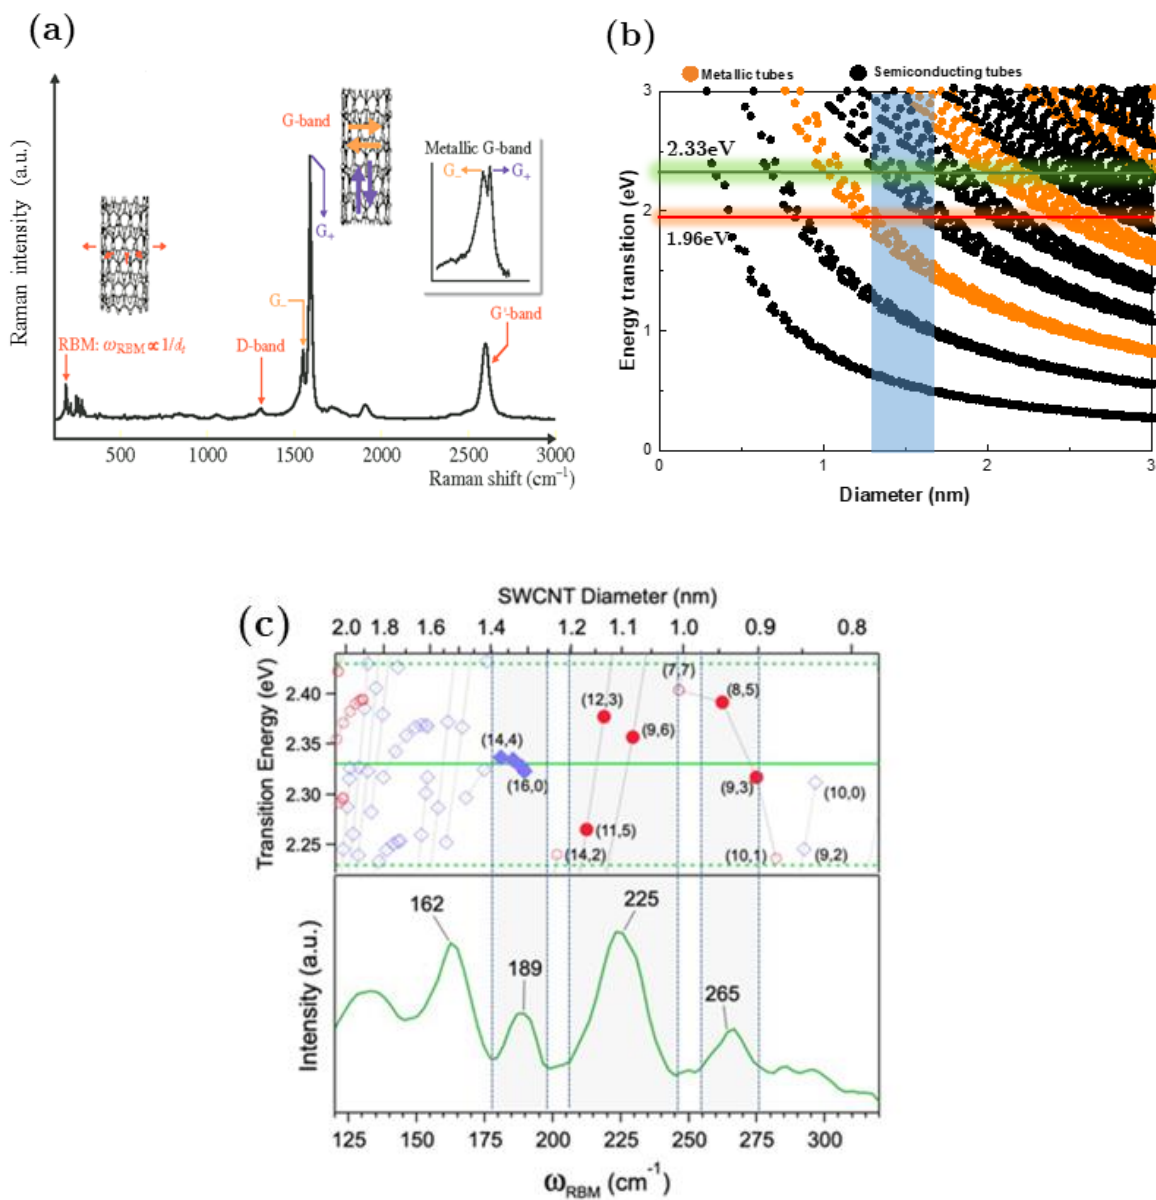 (a)
Raman intensity (a.u.)
G-band
G₊
Metallic G-band
G₋ G₊
G₋
RBM: ωRBM ∝ 1/dt
D-band
G'-band
500 1000 1500 2000 2500 3000
Raman shift (cm⁻¹)
(b)
Metallic tubes Semiconducting tubes
Energy transition (eV)
3
2.33eV
2
1.96eV
1
0
0 1 2 3
Diameter (nm)
(c)
SWCNT Diameter (nm)
2.0 1.8 1.6 1.4 1.2 1.1 1.0 0.9 0.8
Transition Energy (eV)
2.40
2.35
2.30
2.25
(7,7)
(8,5)
(12,3)
(9,6)
(14,4)
(16,0)
(9,3)
(10,0)
(11,5)
(14,2)
(10,1)
(9,2)
Intensity (a.u.)
162
189
225
265
125 150 175 200 225 250 275 300
ωRBM (cm⁻¹)